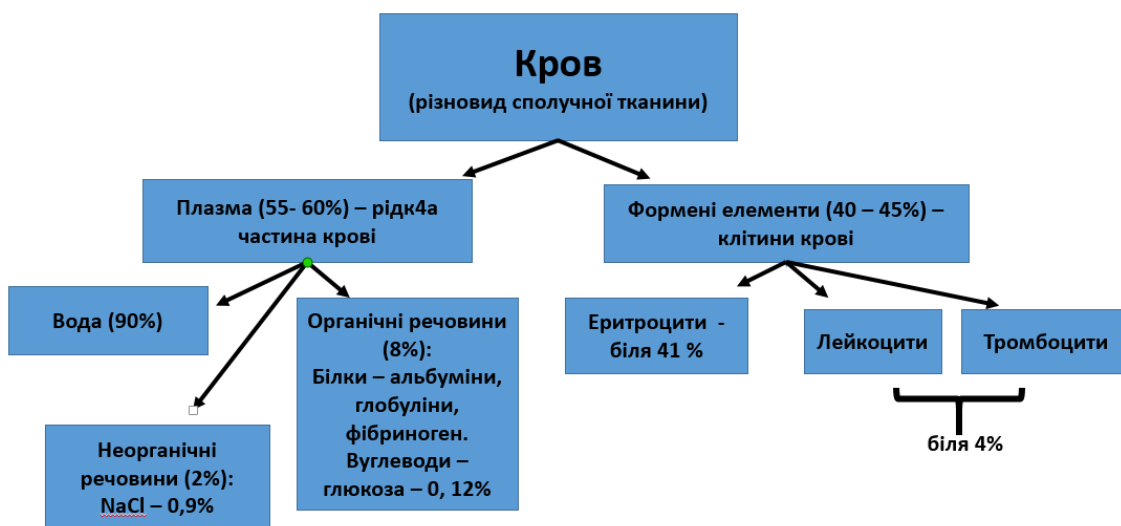 Кров
(різновид сполучної тканини)
Плазма (55- 60%) – рідк4а
частина крові
Формені елементи (40 – 45%) –
клітини крові
Вода (90%)
Неорганічні
речовини (2%):
NaCl – 0,9%
Органічні речовини
(8%):
Білки – альбуміни,
глобуліни,
фібриноген.
Вуглеводи –
глюкоза – 0, 12%
Еритроцити -
біля 41 %
Лейкоцити
Тромбоцити
біля 4%